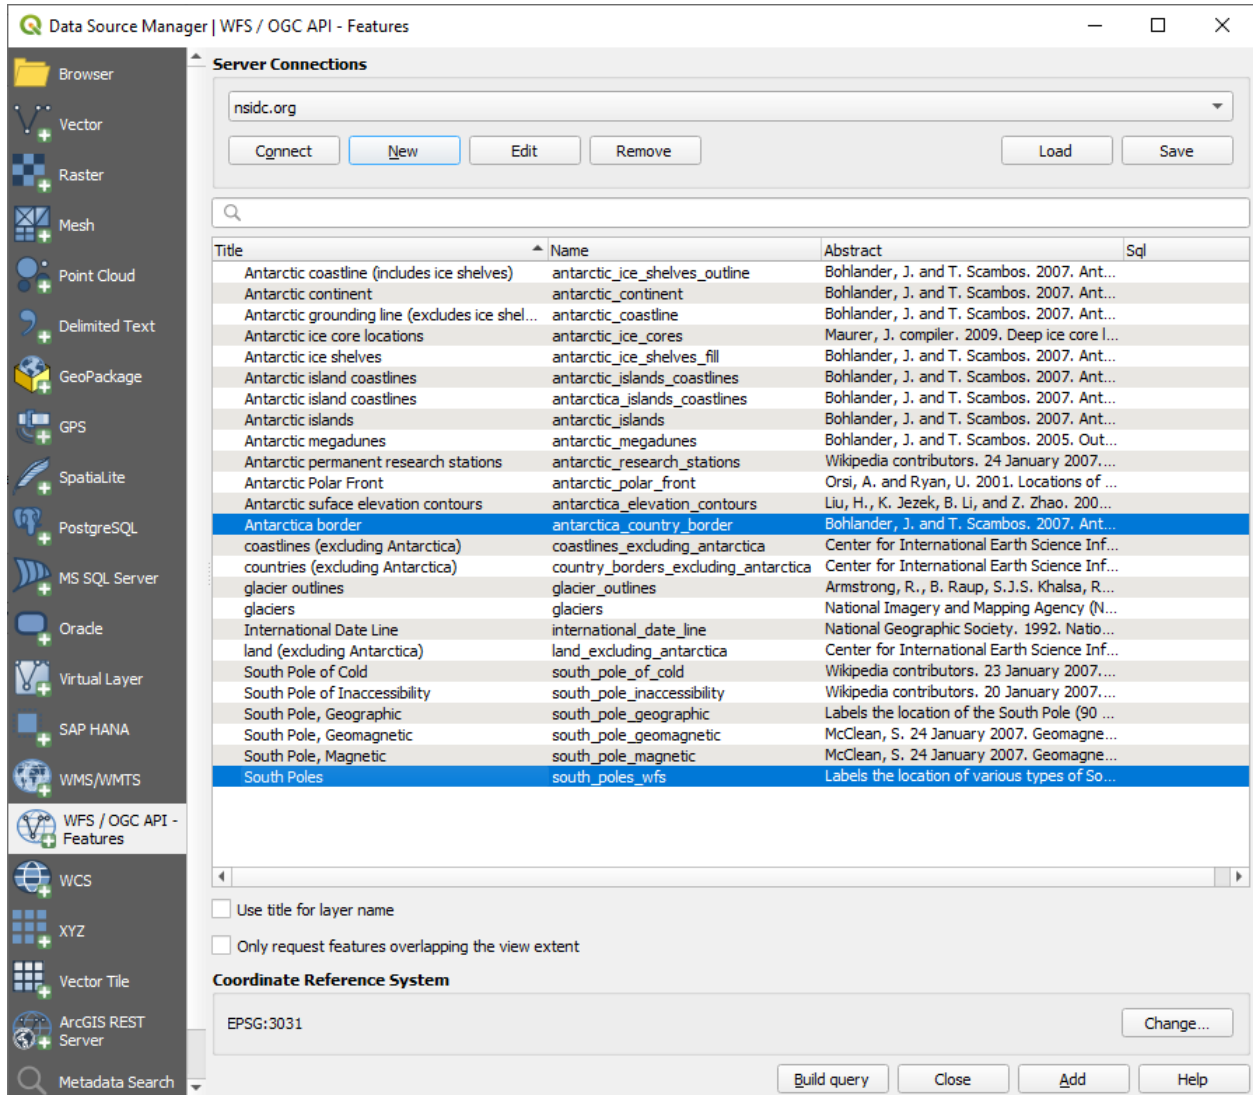 Data Source Manager | WFS / OGC API - Features
Browser
Vector
Raster
Mesh
Point Cloud
Delimited Text
GeoPackage
GPS
SpatiaLite
PostgreSQL
MS SQL Server
Oracle
Virtual Layer
SAP HANA
WMS/WMTS
WFS / OGC API -
Features
WCS
XYZ
Vector Tile
ArcGIS REST
Server
Metadata Search
Server Connections
nsidc.org
Connect New Edit Remove Load Save
Title Name Abstract Sql
Antarctic coastline (includes ice shelves) antarctic_ice_shelves_outline Bohlander, J. and T. Scambos. 2007. Ant...
Antarctic continent antarctic_continent Bohlander, J. and T. Scambos. 2007. Ant...
Antarctic grounding line (excludes ice shel... antarctic_coastline Bohlander, J. and T. Scambos. 2007. Ant...
Antarctic ice core locations antarctic_ice_cores Maurer, J. compiler. 2009. Deep ice core l...
Antarctic ice shelves antarctic_ice_shelves_fill Bohlander, J. and T. Scambos. 2007. Ant...
Antarctic island coastlines antarctic_islands_coastlines Bohlander, J. and T. Scambos. 2007. Ant...
Antarctic island coastlines antarctica_islands_coastlines Bohlander, J. and T. Scambos. 2007. Ant...
Antarctic islands antarctic_islands Bohlander, J. and T. Scambos. 2007. Ant...
Antarctic megadunes antarctic_megadunes Bohlander, J. and T. Scambos. 2005. Out...
Antarctic permanent research stations antarctic_research_stations Wikipedia contributors. 24 January 2007....
Antarctic Polar Front antarctic_polar_front Orsi, A. and Ryan, U. 2001. Locations of ...
Antarctic suface elevation contours antarctica_elevation_contours Liu, H., K. Jezek, B. Li, and Z. Zhao. 200...
Antarctica border antarctica_country_border Bohlander, J. and T. Scambos. 2007. Ant...
coastlines (excluding Antarctica) coastlines_excluding_antarctica Center for International Earth Science Inf...
countries (excluding Antarctica) country_borders_excluding_antarctica Center for International Earth Science Inf...
glacier outlines glacier_outlines Armstrong, R., B. Raup, S.J.S. Khalsa, R...
glaciers glaciers National Imagery and Mapping Agency (N...
International Date Line international_date_line National Geographic Society. 1992. Natio...
land (excluding Antarctica) land_excluding_antarctica Center for International Earth Science Inf...
South Pole of Cold south_pole_of_cold Wikipedia contributors. 23 January 2007....
South Pole of Inaccessibility south_pole_inaccessibility Wikipedia contributors. 20 January 2007....
South Pole, Geographic south_pole_geographic Labels the location of the South Pole (90 ...
South Pole, Geomagnetic south_pole_geomagnetic McClean, S. 24 January 2007. Geomagne...
South Pole, Magnetic south_pole_magnetic McClean, S. 24 January 2007. Geomagne...
South Poles south_poles_wfs Labels the location of various types of So...
Use title for layer name
Only request features overlapping the view extent
Coordinate Reference System
EPSG:3031 Change...
Build query Close Add Help